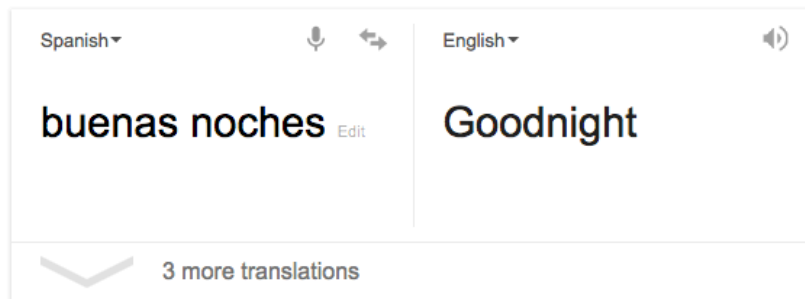 Spanish
English
buenas noches Edit
Goodnight
3 more translations